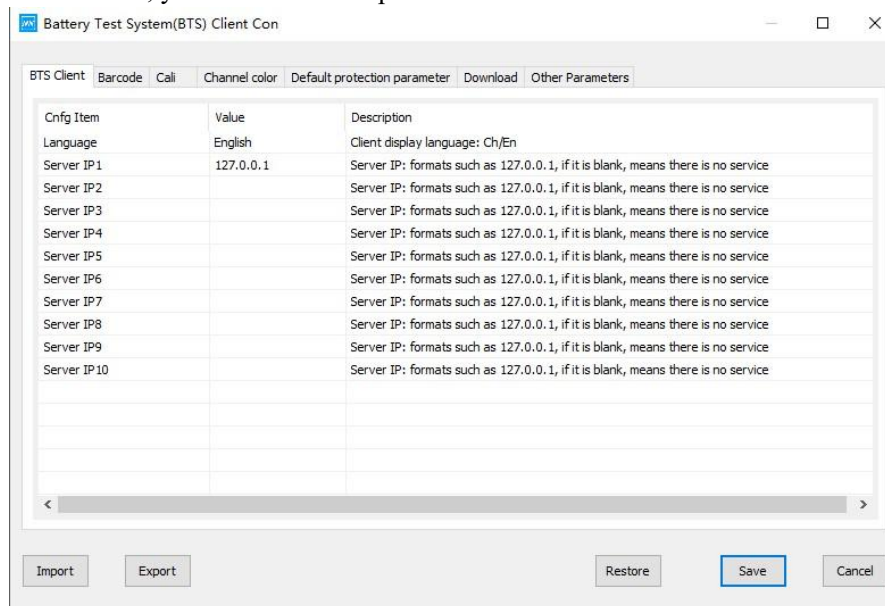 Battery Test System(BTS) Client Con
BTS Client Barcode Cali Channel color Default protection parameter Download Other Parameters
Cnfg Item Value Description
Language English Client display language: Ch/En
Server IP1 127.0.0.1 Server IP: formats such as 127.0.0.1, if it is blank, means there is no service
Server IP2 Server IP: formats such as 127.0.0.1, if it is blank, means there is no service
Server IP3 Server IP: formats such as 127.0.0.1, if it is blank, means there is no service
Server IP4 Server IP: formats such as 127.0.0.1, if it is blank, means there is no service
Server IP5 Server IP: formats such as 127.0.0.1, if it is blank, means there is no service
Server IP6 Server IP: formats such as 127.0.0.1, if it is blank, means there is no service
Server IP7 Server IP: formats such as 127.0.0.1, if it is blank, means there is no service
Server IP8 Server IP: formats such as 127.0.0.1, if it is blank, means there is no service
Server IP9 Server IP: formats such as 127.0.0.1, if it is blank, means there is no service
Server IP10 Server IP: formats such as 127.0.0.1, if it is blank, means there is no service
Import Export Restore Save Cancel